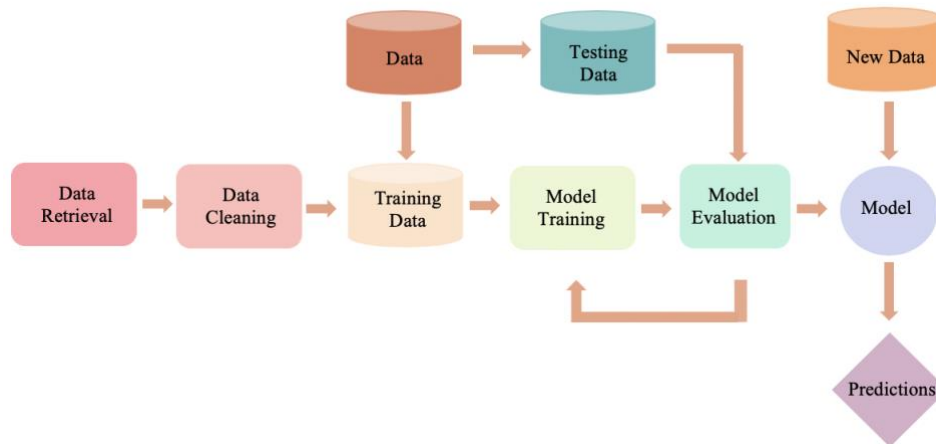 Data
Testing
Data
New Data
Data
Retrieval
Data
Cleaning
Training
Data
Model
Training
Model
Evaluation
Model
Predictions